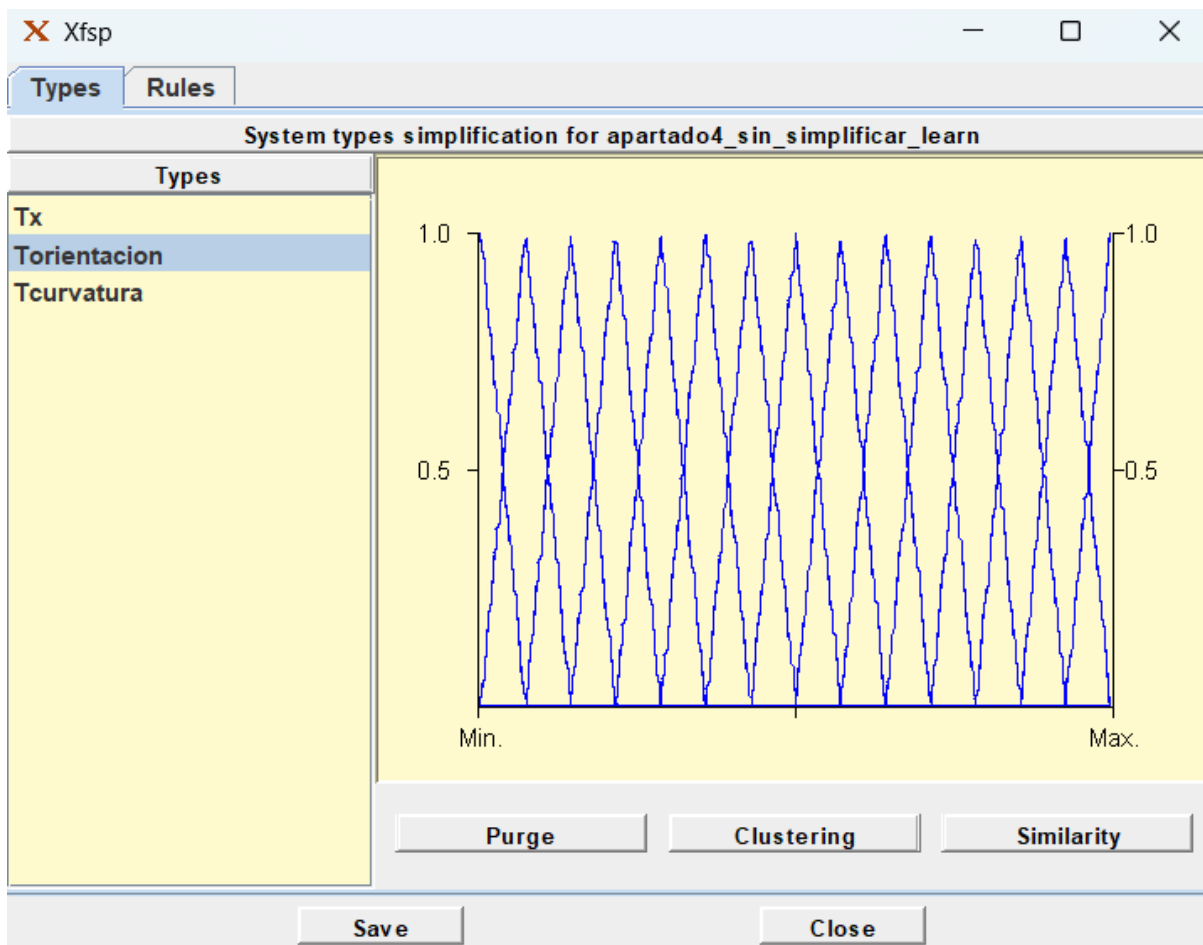 Xfsp
Types Rules
System types simplification for apartado4_sin_simplificar_learn
Types
Tx
Torientacion
Tcurvatura
1.0 1.0
0.5 0.5
Min. Max.
Purge Clustering Similarity
Save Close